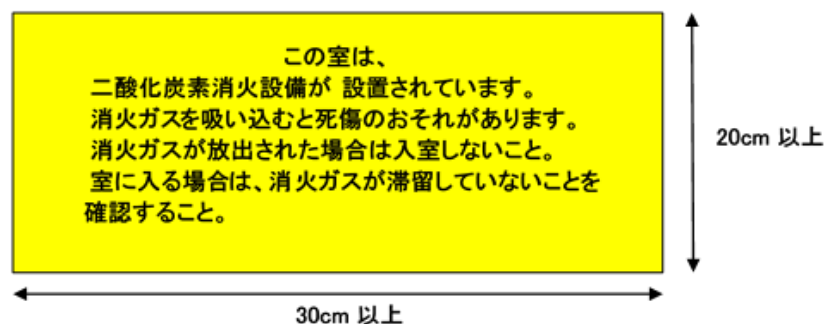 この室は、
二酸化炭素消火設備が 設置されています。
消火ガスを吸い込むと死傷のおそれがあります。
消火ガスが放出された場合は入室しないこと。
室に入る場合は、消火ガスが滞留していないことを
確認すること。
20cm 以上
30cm 以上